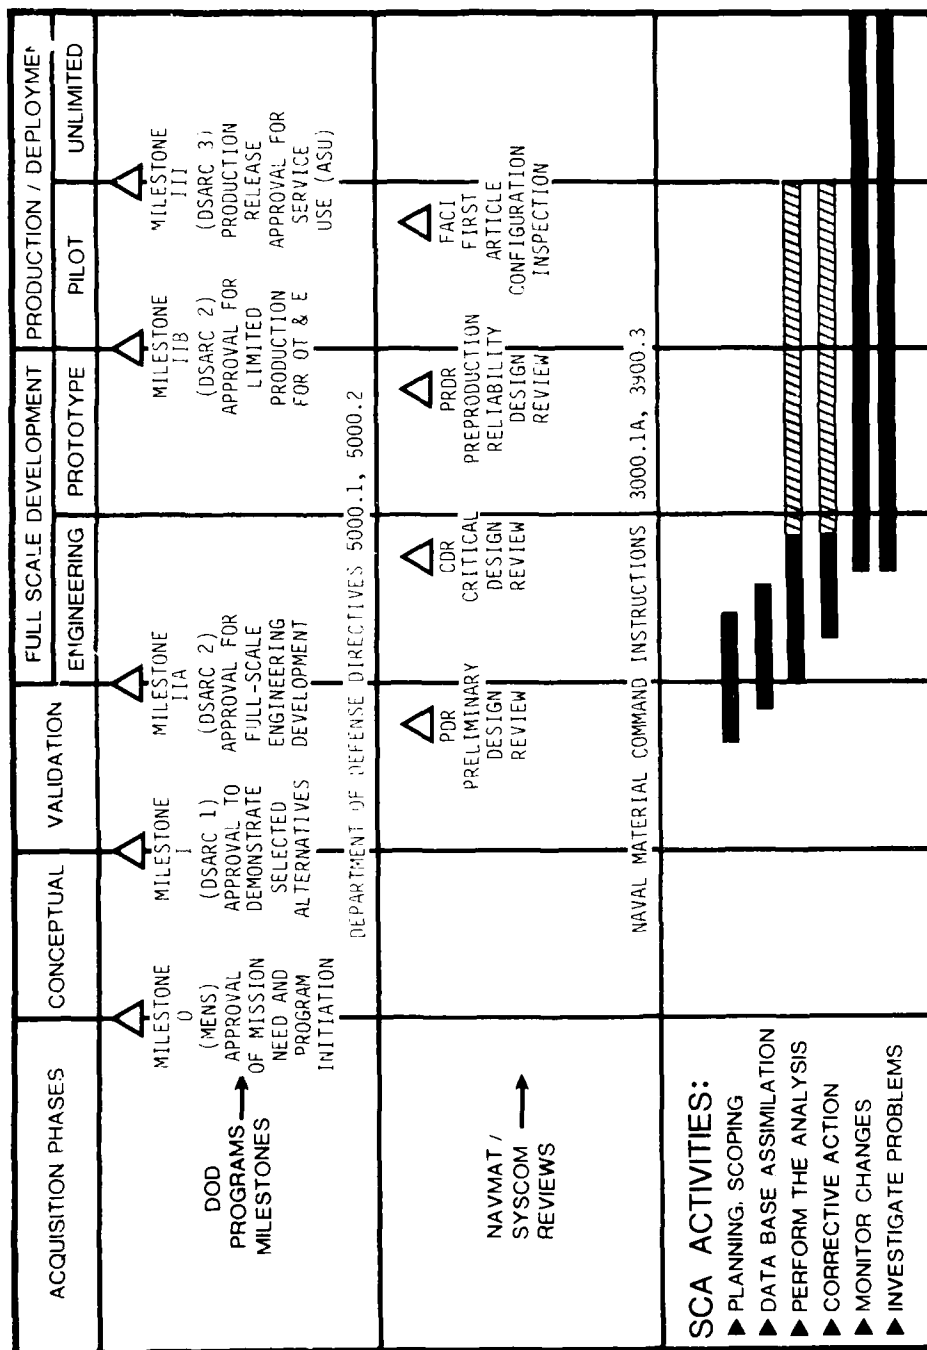 ACQUISITION PHASES
CONCEPTUAL
VALIDATION
FULL SCALE DEVELOPMENT
PRODUCTION / DEPLOYMEN
ENGINEERING
PROTOTYPE
PILOT
UNLIMITED
DOD
PROGRAMS
MILESTONES
MILESTONE
0
(MENS)
APPROVAL
OF MISSION
NEED AND
PROGRAM
INITIATION
MILESTONE
I
(DSARC 1)
APPROVAL TO
DEMONSTRATE
SELECTED
ALTERNATIVES
MILESTONE
IIA
(DSARC 2)
APPROVAL FOR
FULL-SCALE
ENGINEERING
DEVELOPMENT
MILESTONE
IIB
(DSARC 2)
APPROVAL FOR
LIMITED
PRODUCTION
FOR OT & E
MILESTONE
III
(DSARC 3)
PRODUCTION
RELEASE
APPROVAL FOR
SERVICE
USE (ASU)
DEPARTMENT OF DEFENSE DIRECTIVES 5000.1, 5000.2
NAVMAT /
SYSCOM
REVIEWS
PDR
PRELIMINARY
DESIGN
REVIEW
CDR
CRITICAL
DESIGN
REVIEW
PRDR
PREPRODUCTION
RELIABILITY
DESIGN
REVIEW
FACI
FIRST
ARTICLE
CONFIGURATION
INSPECTION
NAVAL MATERIAL COMMAND INSTRUCTIONS 3000.1A, 3900.3
SCA ACTIVITIES:
▶ PLANNING, SCOPING
▶ DATA BASE ASSIMILATION
▶ PERFORM THE ANALYSIS
▶ CORRECTIVE ACTION
▶ MONITOR CHANGES
▶ INVESTIGATE PROBLEMS